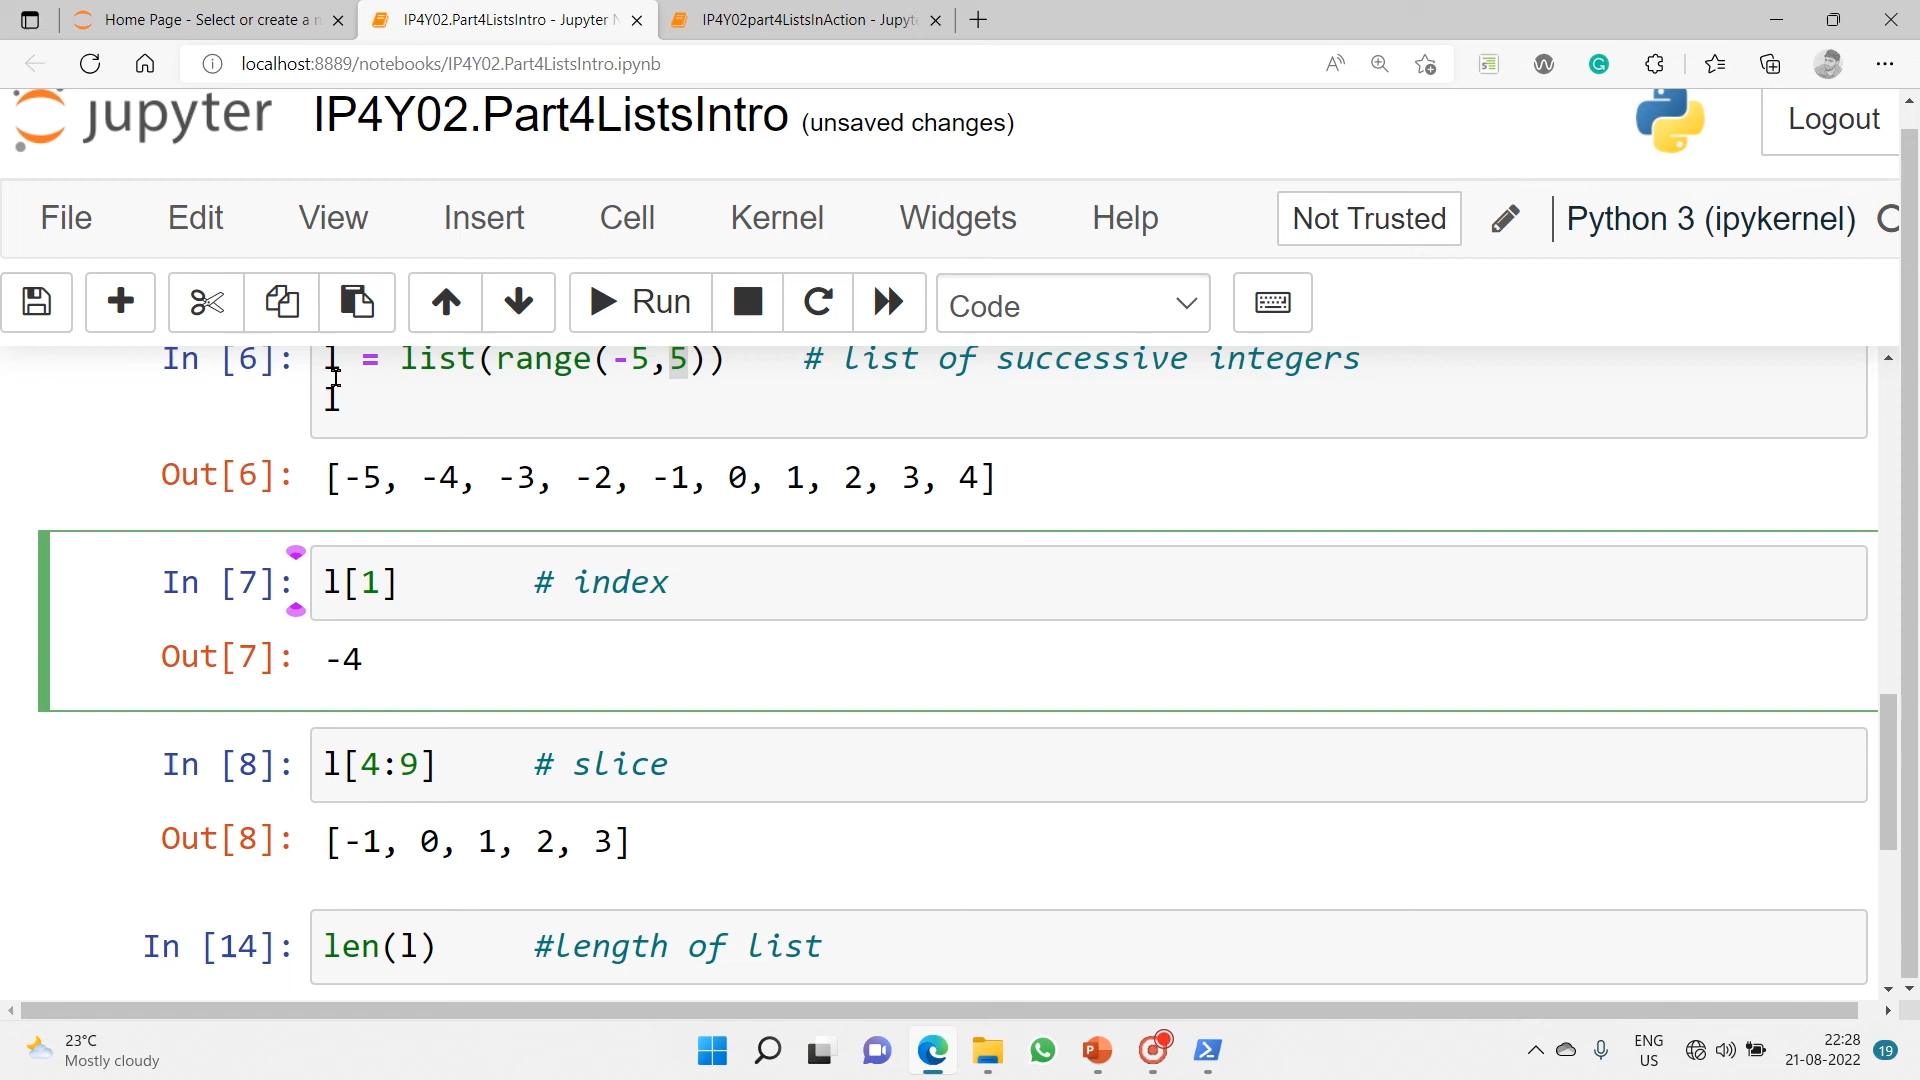 Home Page - Select or create a n
IP4Y02.Part4ListsIntro - Jupyter N
IP4Y02part4ListsInAction - Jupyte
localhost:8889/notebooks/IP4Y02.Part4ListsIntro.ipynb
jupyter IP4Y02.Part4ListsIntro (unsaved changes)
Logout
File Edit View Insert Cell Kernel Widgets Help Not Trusted Python 3 (ipykernel)
Run Code
In [6]: l = list(range(-5,5)) # list of successive integers
l
Out[6]: [-5, -4, -3, -2, -1, 0, 1, 2, 3, 4]
In [7]: l[1] # index
Out[7]: -4
In [8]: l[4:9] # slice
Out[8]: [-1, 0, 1, 2, 3]
In [14]: len(l) #length of list
23°C
Mostly cloudy
ENG
US
22:28
21-08-2022
19